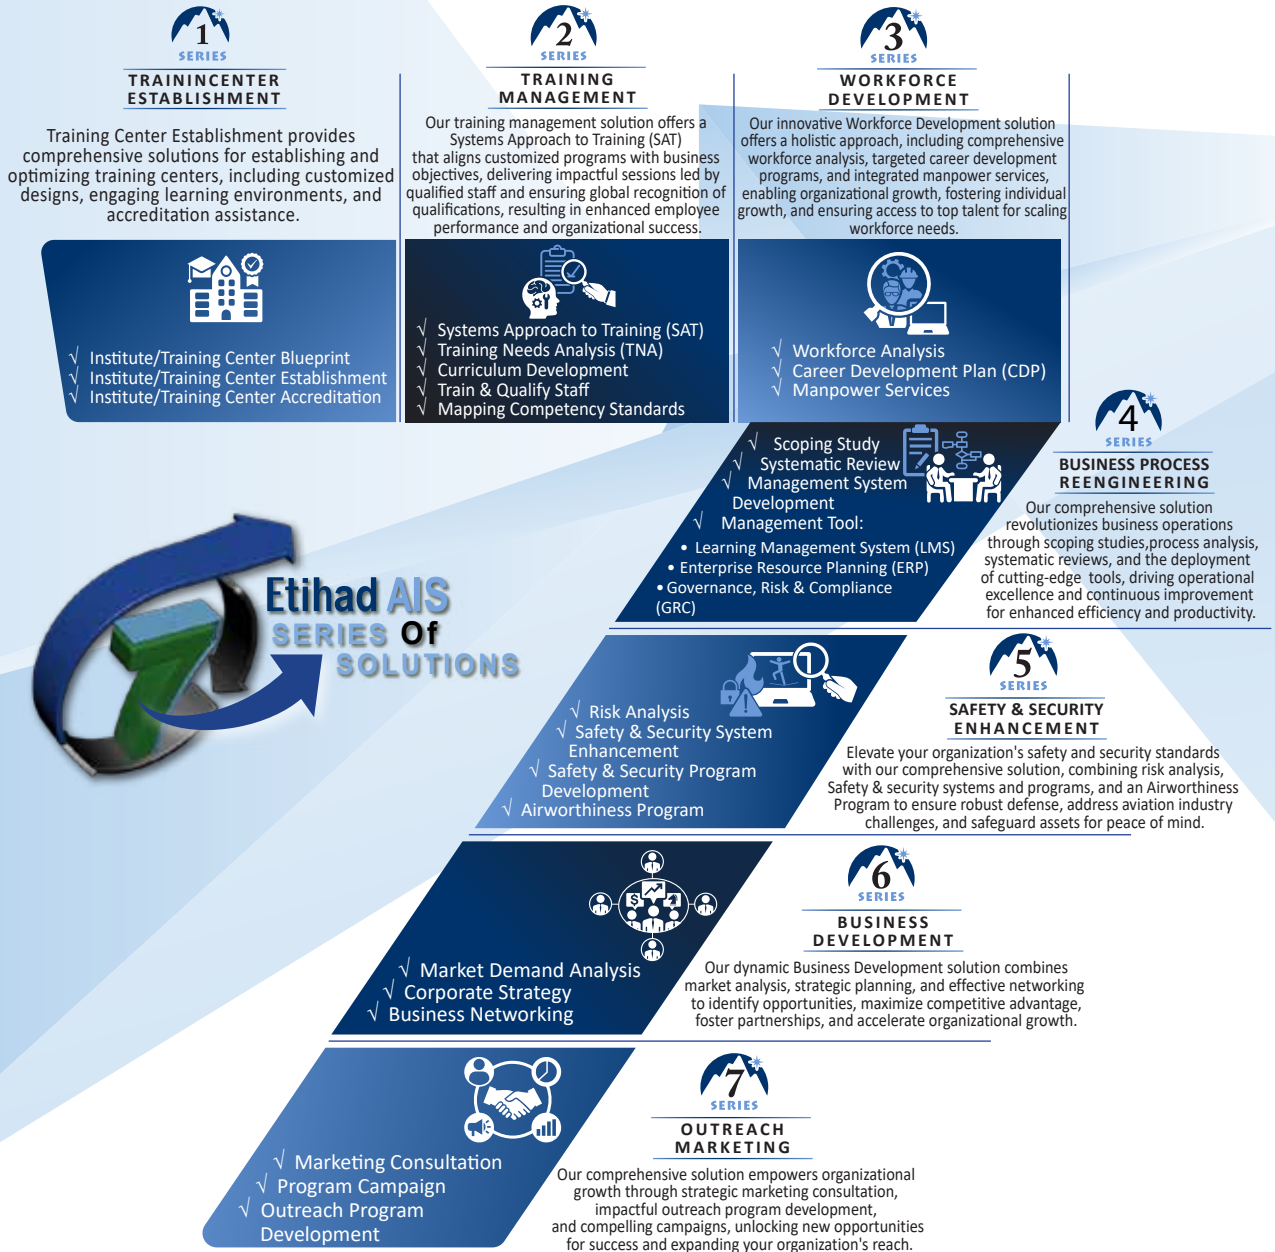 1
SERIES
TRAININCENTER
ESTABLISHMENT
Training Center Establishment provides
comprehensive solutions for establishing and
optimizing training centers, including customized
designs, engaging learning environments, and
accreditation assistance.
√ Institute/Training Center Blueprint
√ Institute/Training Center Establishment
√ Institute/Training Center Accreditation
2
SERIES
TRAINING
MANAGEMENT
Our training management solution offers a
Systems Approach to Training (SAT)
that aligns customized programs with business
objectives, delivering impactful sessions led by
qualified staff and ensuring global recognition of
qualifications, resulting in enhanced employee
performance and organizational success.
√ Systems Approach to Training (SAT)
√ Training Needs Analysis (TNA)
√ Curriculum Development
√ Train & Qualify Staff
√ Mapping Competency Standards
3
SERIES
WORKFORCE
DEVELOPMENT
Our innovative Workforce Development solution
offers a holistic approach, including comprehensive
workforce analysis, targeted career development
programs, and integrated manpower services,
enabling organizational growth, fostering individual
growth, and ensuring access to top talent for scaling
workforce needs.
√ Workforce Analysis
√ Career Development Plan (CDP)
√ Manpower Services
4
SERIES
BUSINESS PROCESS
REENGINEERING
Our comprehensive solution
revolutionizes business operations
through scoping studies,process analysis,
systematic reviews, and the deployment
of cutting-edge tools, driving operational
excellence and continuous improvement
for enhanced efficiency and productivity.
√ Scoping Study
√ Systematic Review
√ Management System
Development
√ Management Tool:
• Learning Management System (LMS)
• Enterprise Resource Planning (ERP)
• Governance, Risk & Compliance
(GRC)
7
Etihad AIS
SERIES Of
SOLUTIONS
5
SERIES
SAFETY & SECURITY
ENHANCEMENT
Elevate your organization's safety and security standards
with our comprehensive solution, combining risk analysis,
Safety & security systems and programs, and an Airworthiness
Program to ensure robust defense, address aviation industry
challenges, and safeguard assets for peace of mind.
√ Risk Analysis
√ Safety & Security System
Enhancement
√ Safety & Security Program
Development
√ Airworthiness Program
6
SERIES
BUSINESS
DEVELOPMENT
Our dynamic Business Development solution combines
market analysis, strategic planning, and effective networking
to identify opportunities, maximize competitive advantage,
foster partnerships, and accelerate organizational growth.
$
√ Market Demand Analysis
√ Corporate Strategy
√ Business Networking
7
SERIES
OUTREACH
MARKETING
Our comprehensive solution empowers organizational
growth through strategic marketing consultation,
impactful outreach program development,
and compelling campaigns, unlocking new opportunities
for success and expanding your organization's reach.
√ Marketing Consultation
√ Program Campaign
√ Outreach Program
Development